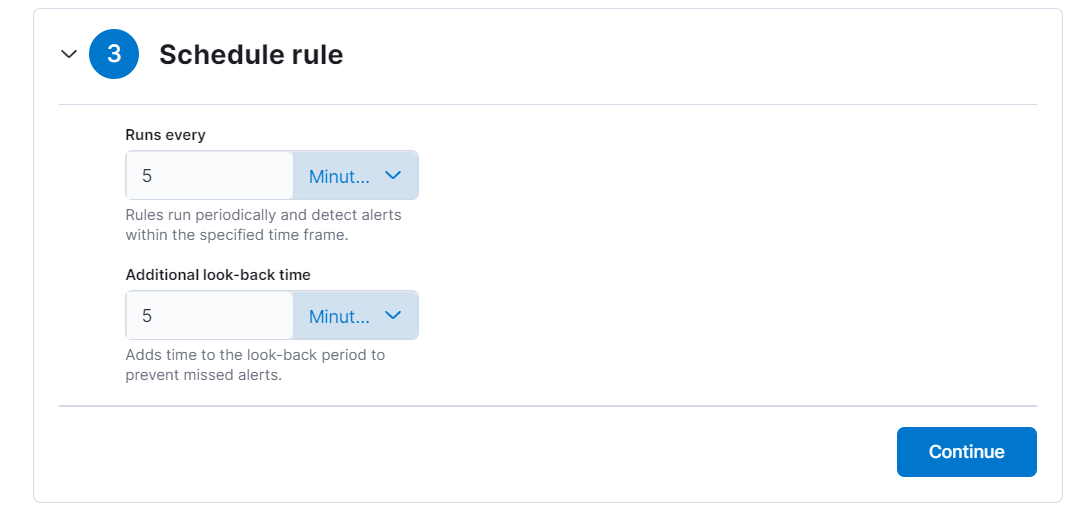 3 Schedule rule
Runs every
5 Minut...
Rules run periodically and detect alerts
within the specified time frame.
Additional look-back time
5 Minut...
Adds time to the look-back period to
prevent missed alerts.
Continue